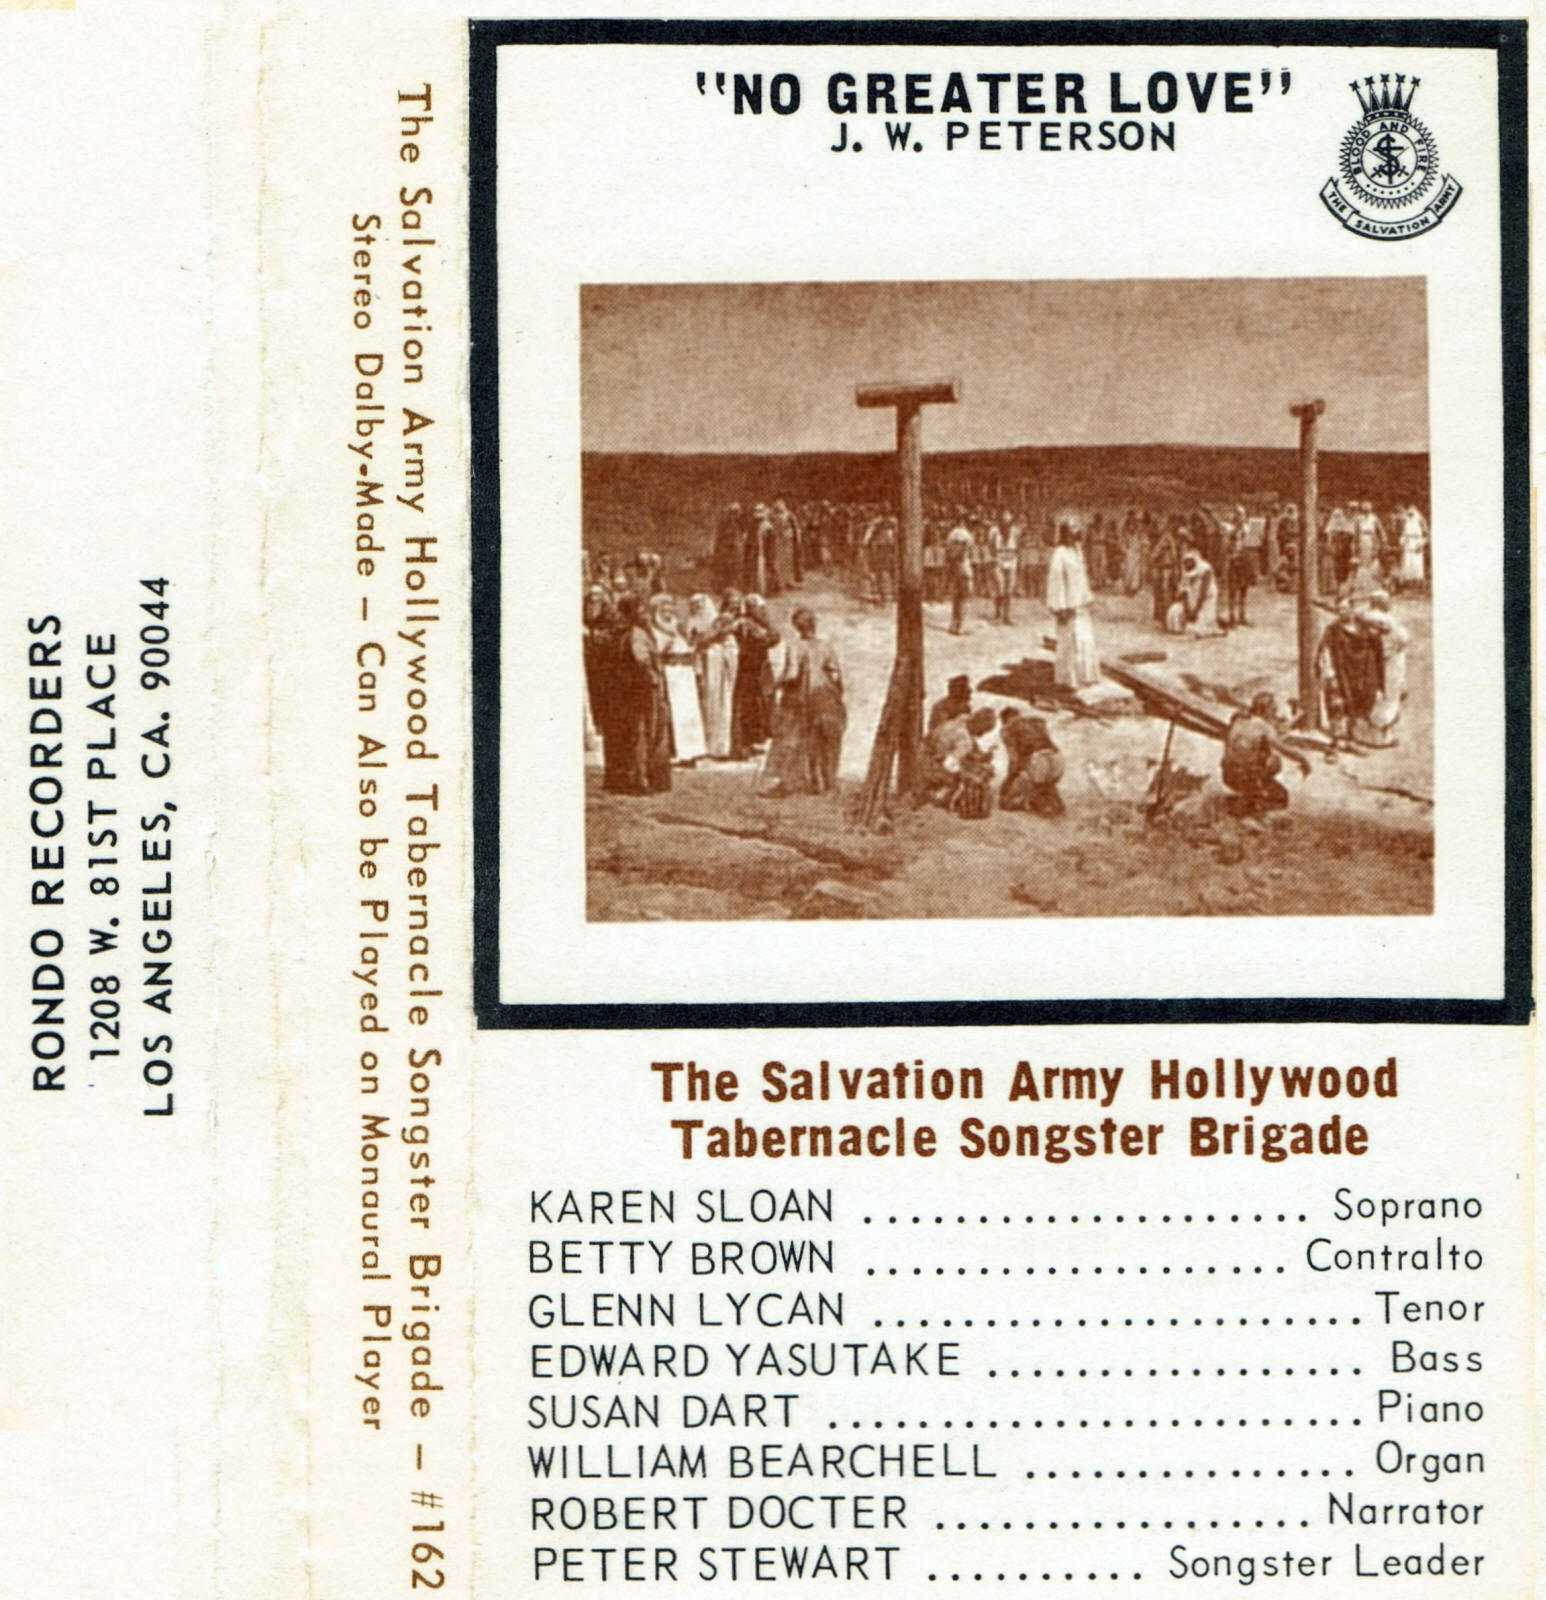 RONDO RECORDERS
1208 W. 81ST PLACE
LOS ANGELES, CA. 90044
The Salvation Army Hollywood Tabernacle Songster Brigade – #162
Stereo Dalby-Made – Can Also be Played on Monaural Player
"NO GREATER LOVE"
J. W. PETERSON
BLOOD AND FIRE
S
THE SALVATION ARMY
The Salvation Army Hollywood
Tabernacle Songster Brigade
KAREN SLOAN ..................... Soprano
BETTY BROWN ................... Contralto
GLENN LYCAN ...................... Tenor
EDWARD YASUTAKE ................. Bass
SUSAN DART ........................ Piano
WILLIAM BEARCHELL ............... Organ
ROBERT DOCTER ................. Narrator
PETER STEWART .......... Songster Leader